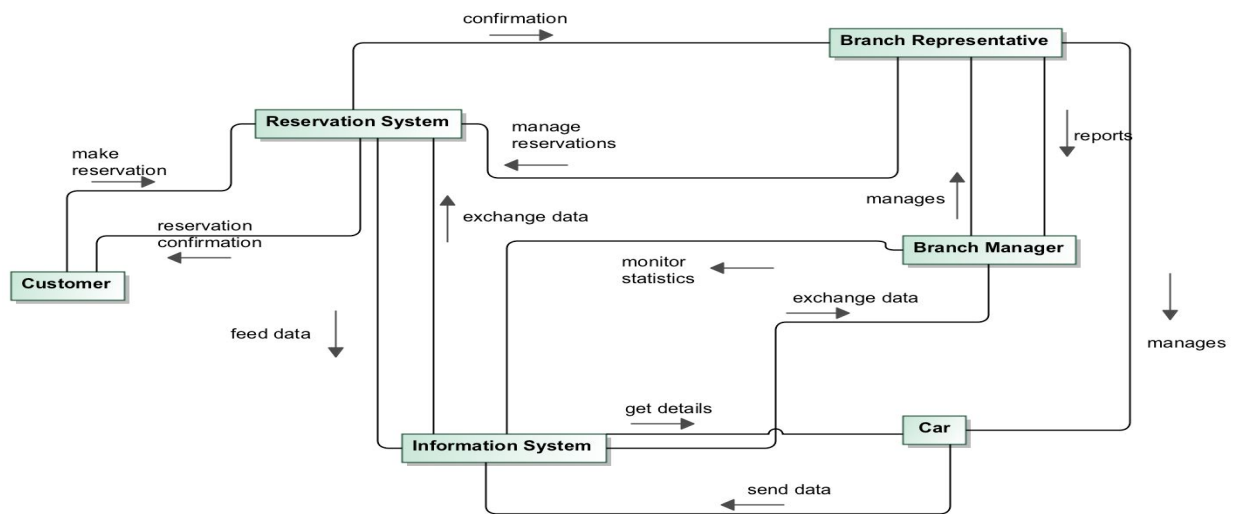 confirmation
Branch Representative
Reservation System
manage
reservations
reports
make
reservation
manages
exchange data
reservation
confirmation
Branch Manager
monitor
statistics
Customer
exchange data
feed data
manages
get details
Car
Information System
send data